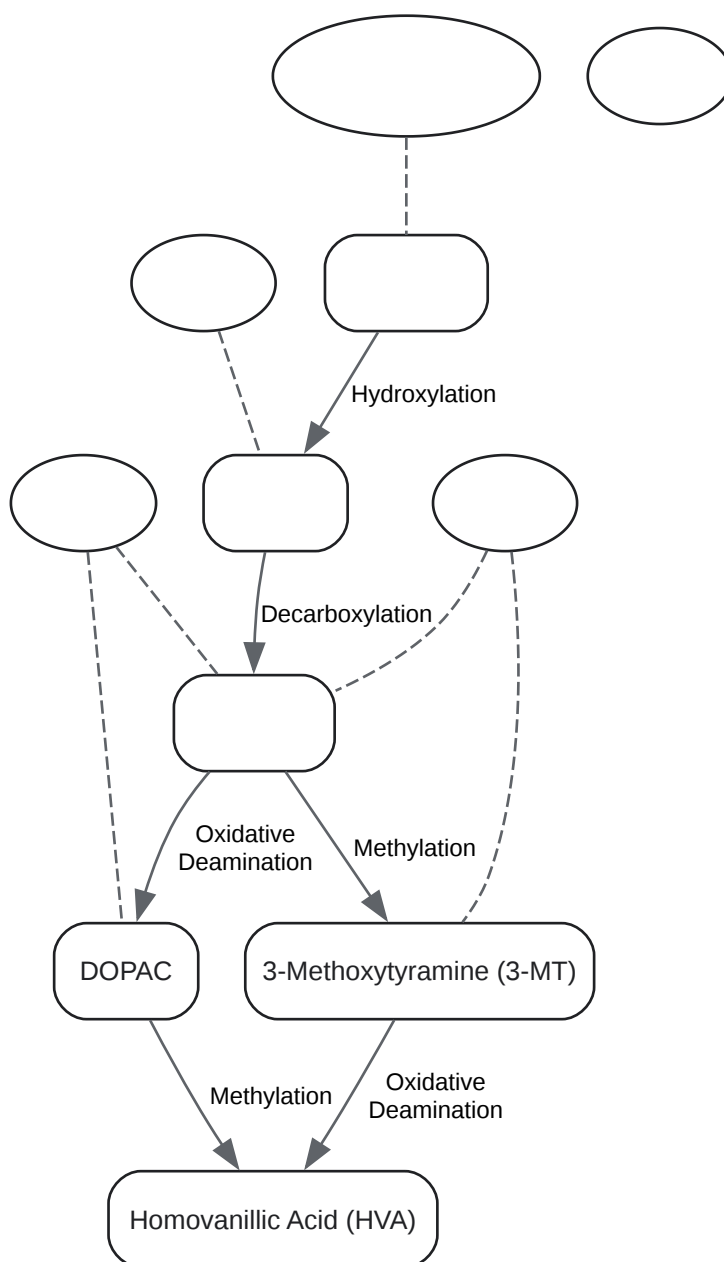 Hydroxylation
Decarboxylation
Oxidative
Deamination
Methylation
DOPAC
3-Methoxytyramine (3-MT)
Methylation
Oxidative
Deamination
Homovanillic Acid (HVA)